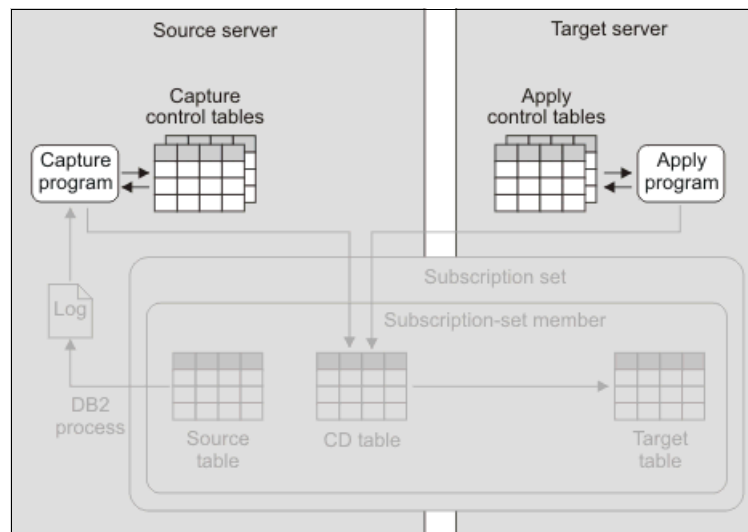 Source server
Target server
Capture
control tables
Apply
control tables
Capture
program
Apply
program
Subscription set
Log
Subscription-set member
DB2
process
Source
table
CD table
Target
table